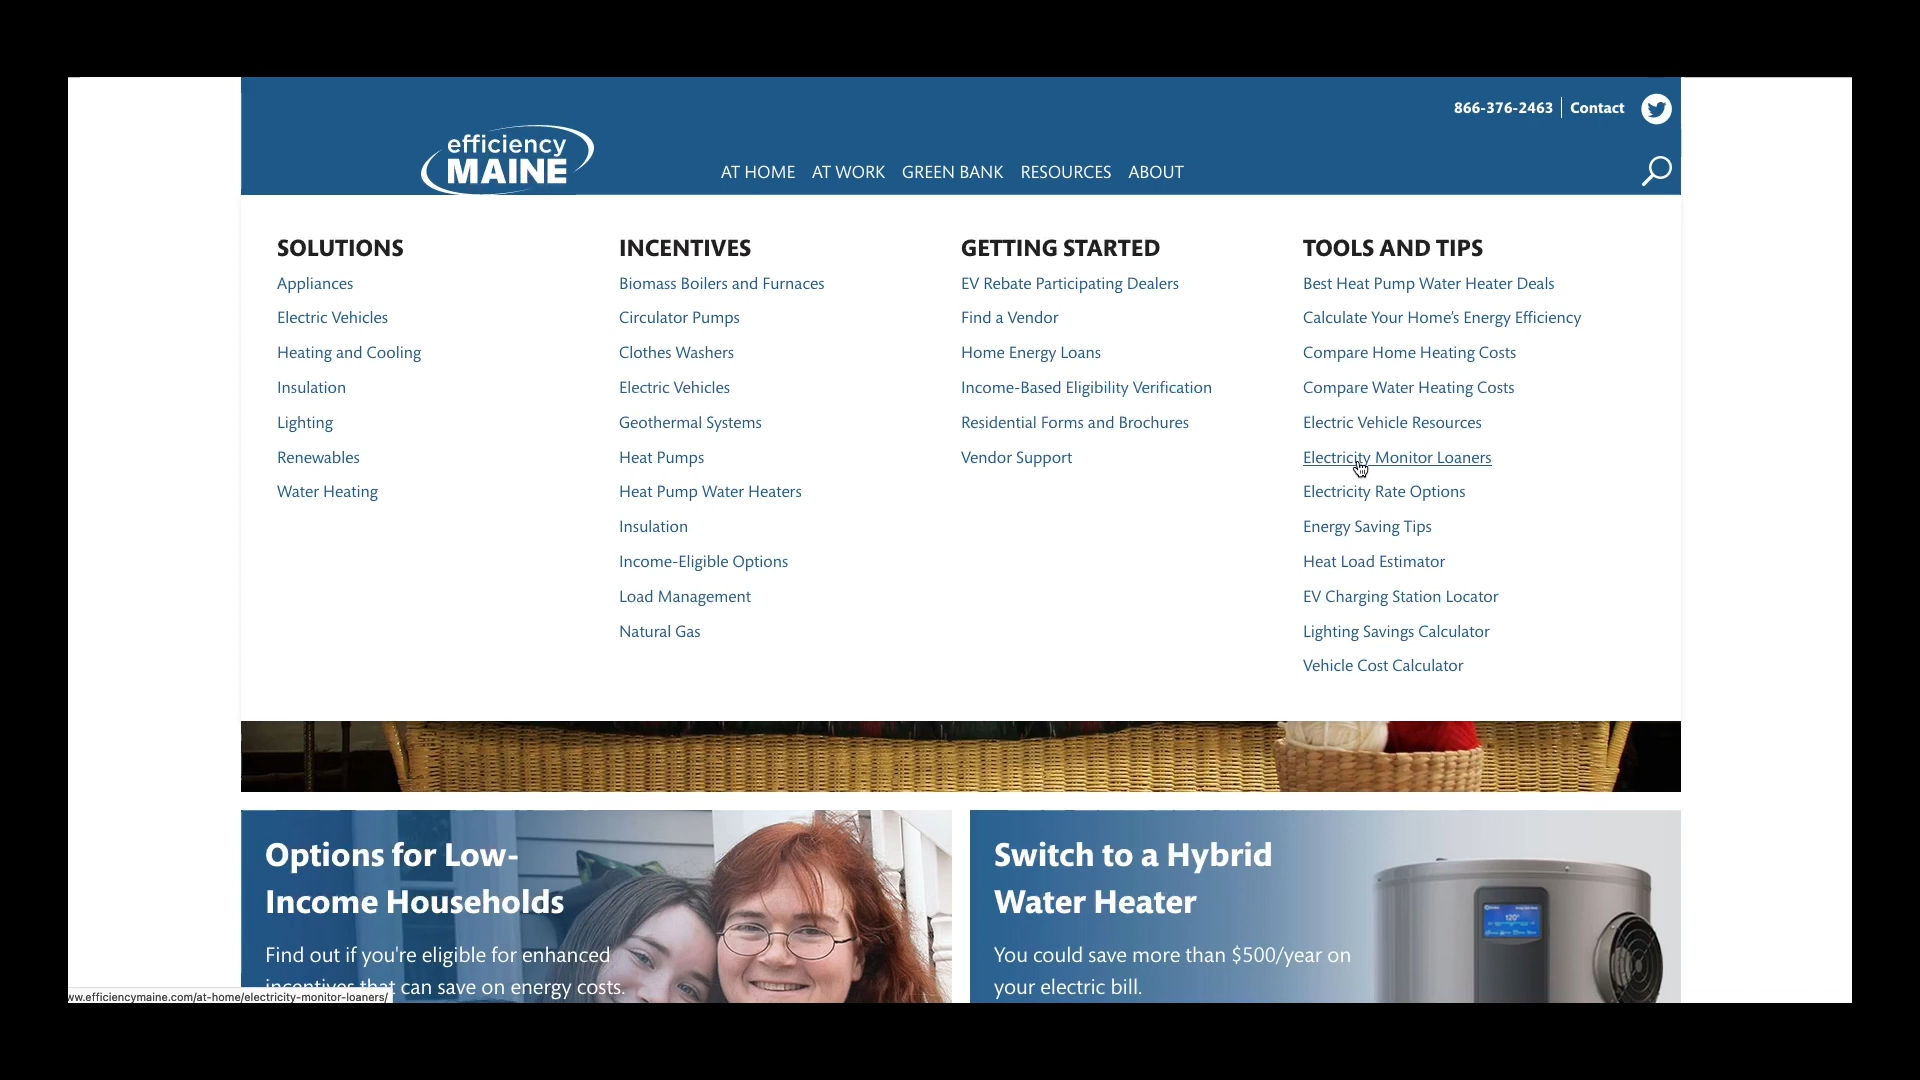 866-376-2463
Contact
efficiency
MAINE
AT HOME
AT WORK
GREEN BANK
RESOURCES
ABOUT
SOLUTIONS
Appliances
Electric Vehicles
Heating and Cooling
Insulation
Lighting
Renewables
Water Heating
INCENTIVES
Biomass Boilers and Furnaces
Circulator Pumps
Clothes Washers
Electric Vehicles
Geothermal Systems
Heat Pumps
Heat Pump Water Heaters
Insulation
Income-Eligible Options
Load Management
Natural Gas
GETTING STARTED
EV Rebate Participating Dealers
Find a Vendor
Home Energy Loans
Income-Based Eligibility Verification
Residential Forms and Brochures
Vendor Support
TOOLS AND TIPS
Best Heat Pump Water Heater Deals
Calculate Your Home's Energy Efficiency
Compare Home Heating Costs
Compare Water Heating Costs
Electric Vehicle Resources
Electricity Monitor Loaners
Electricity Rate Options
Energy Saving Tips
Heat Load Estimator
EV Charging Station Locator
Lighting Savings Calculator
Vehicle Cost Calculator
Options for Low-
Income Households
Find out if you're eligible for enhanced
incentives that can save on energy costs.
Switch to a Hybrid
Water Heater
You could save more than $500/year on
your electric bill.
120°
ww.efficiencymaine.com/at-home/electricity-monitor-loaners/